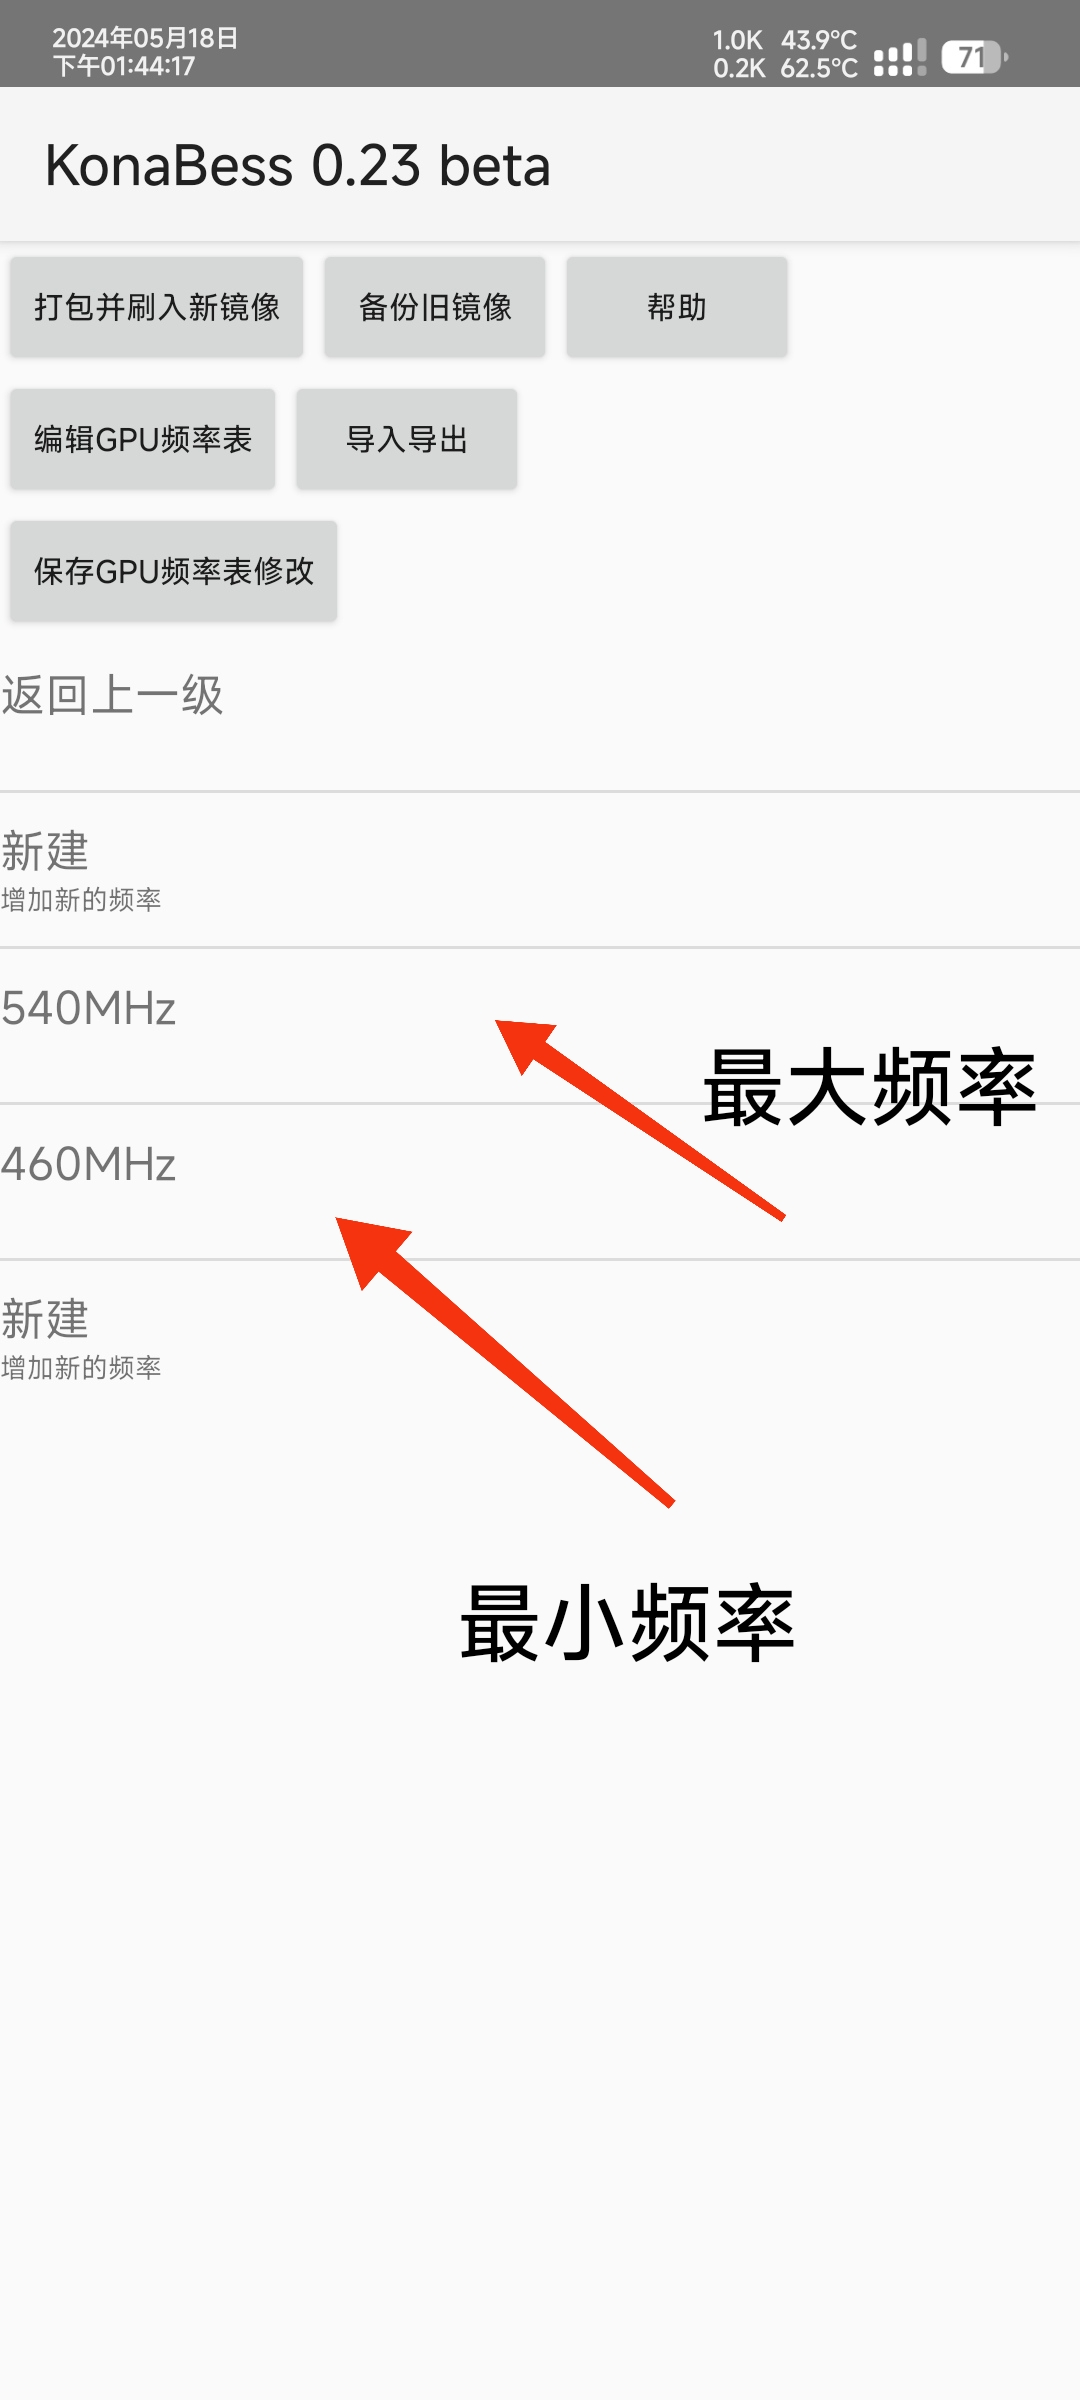 2024年05月18日
下午01:44:17
1.0K 43.9°C
0.2K 62.5°C
71
KonaBess 0.23 beta
打包并刷入新镜像
备份旧镜像
帮助
编辑GPU频率表
导入导出
保存GPU频率表修改
返回上一级
新建
增加新的频率
540MHz
最大频率
460MHz
新建
增加新的频率
最小频率